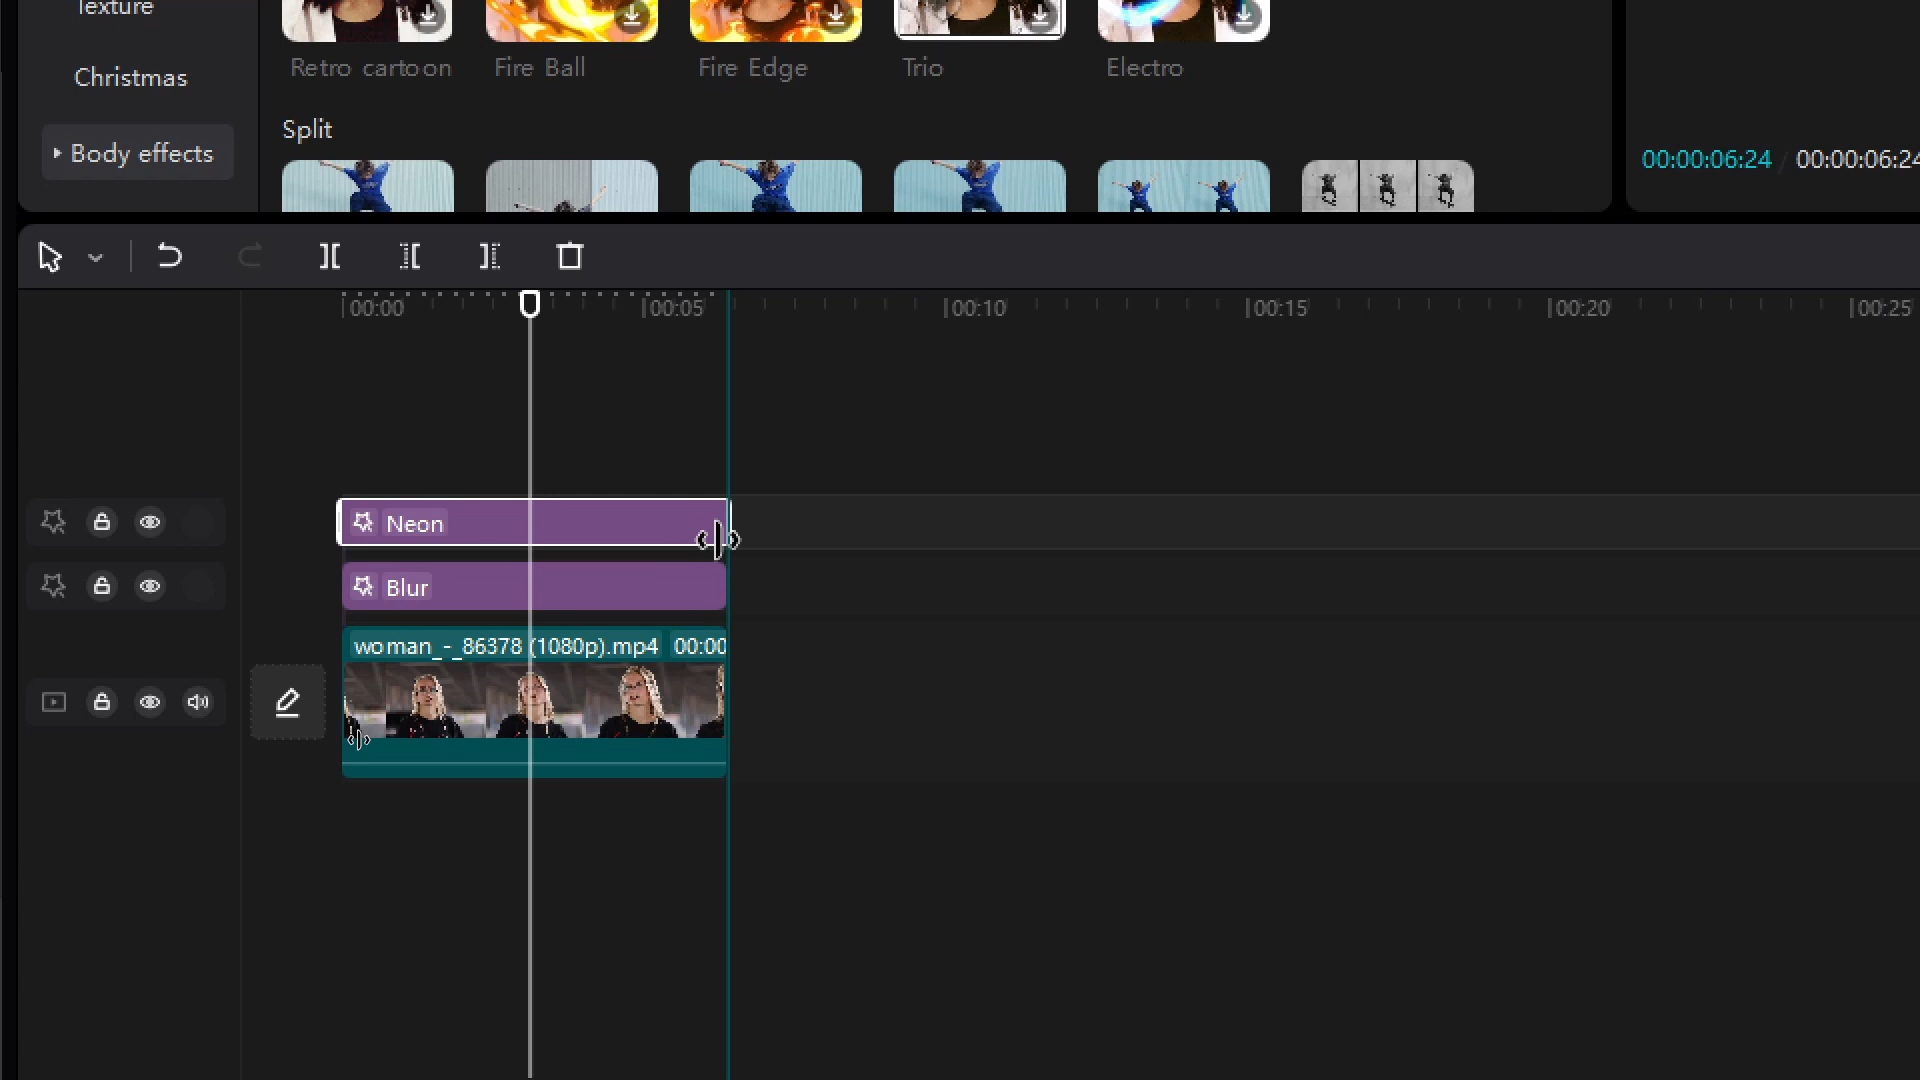 Texture
Christmas
Body effects
Retro cartoon
Fire Ball
Fire Edge
Trio
Electro
Split
00:00:06:24 / 00:00:06:24
00:00
00:05
00:10
00:15
00:20
00:25
Neon
Blur
woman_-_86378 (1080p).mp4 00:00